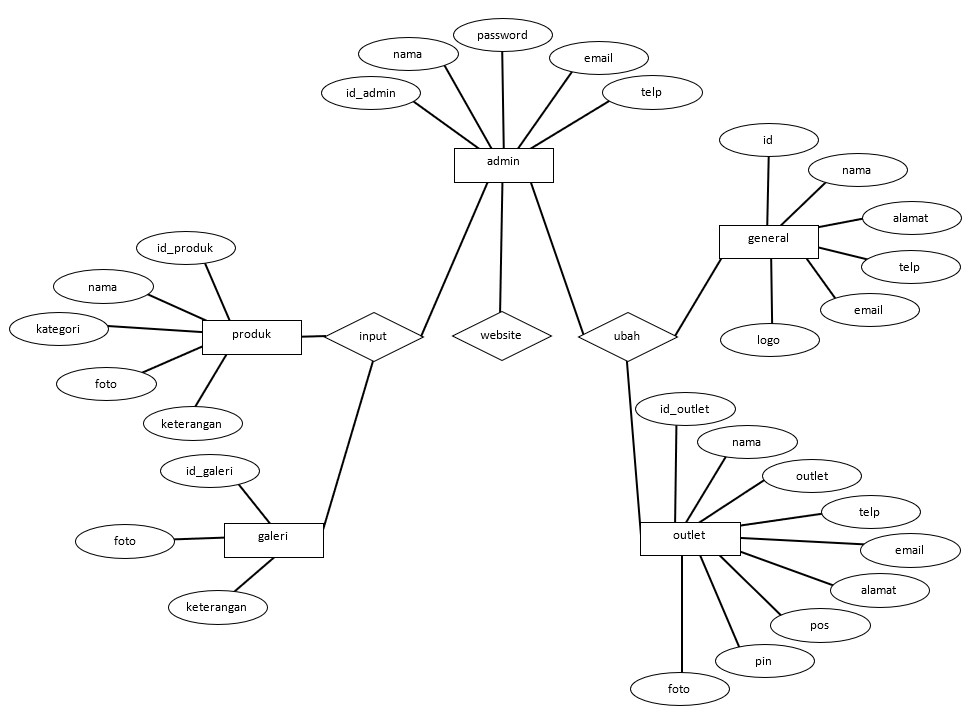 password
nama
email
id_admin
telp
admin
id
nama
alamat
general
telp
email
logo
id_produk
nama
kategori
produk
foto
keterangan
input
website
ubah
id_galeri
foto
galeri
keterangan
id_outlet
nama
outlet
telp
outlet
email
alamat
pos
pin
foto